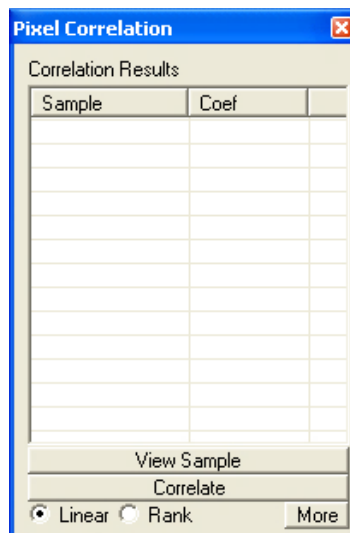 Pixel Correlation
Correlation Results
Sample Coef
View Sample
Correlate
Linear Rank More